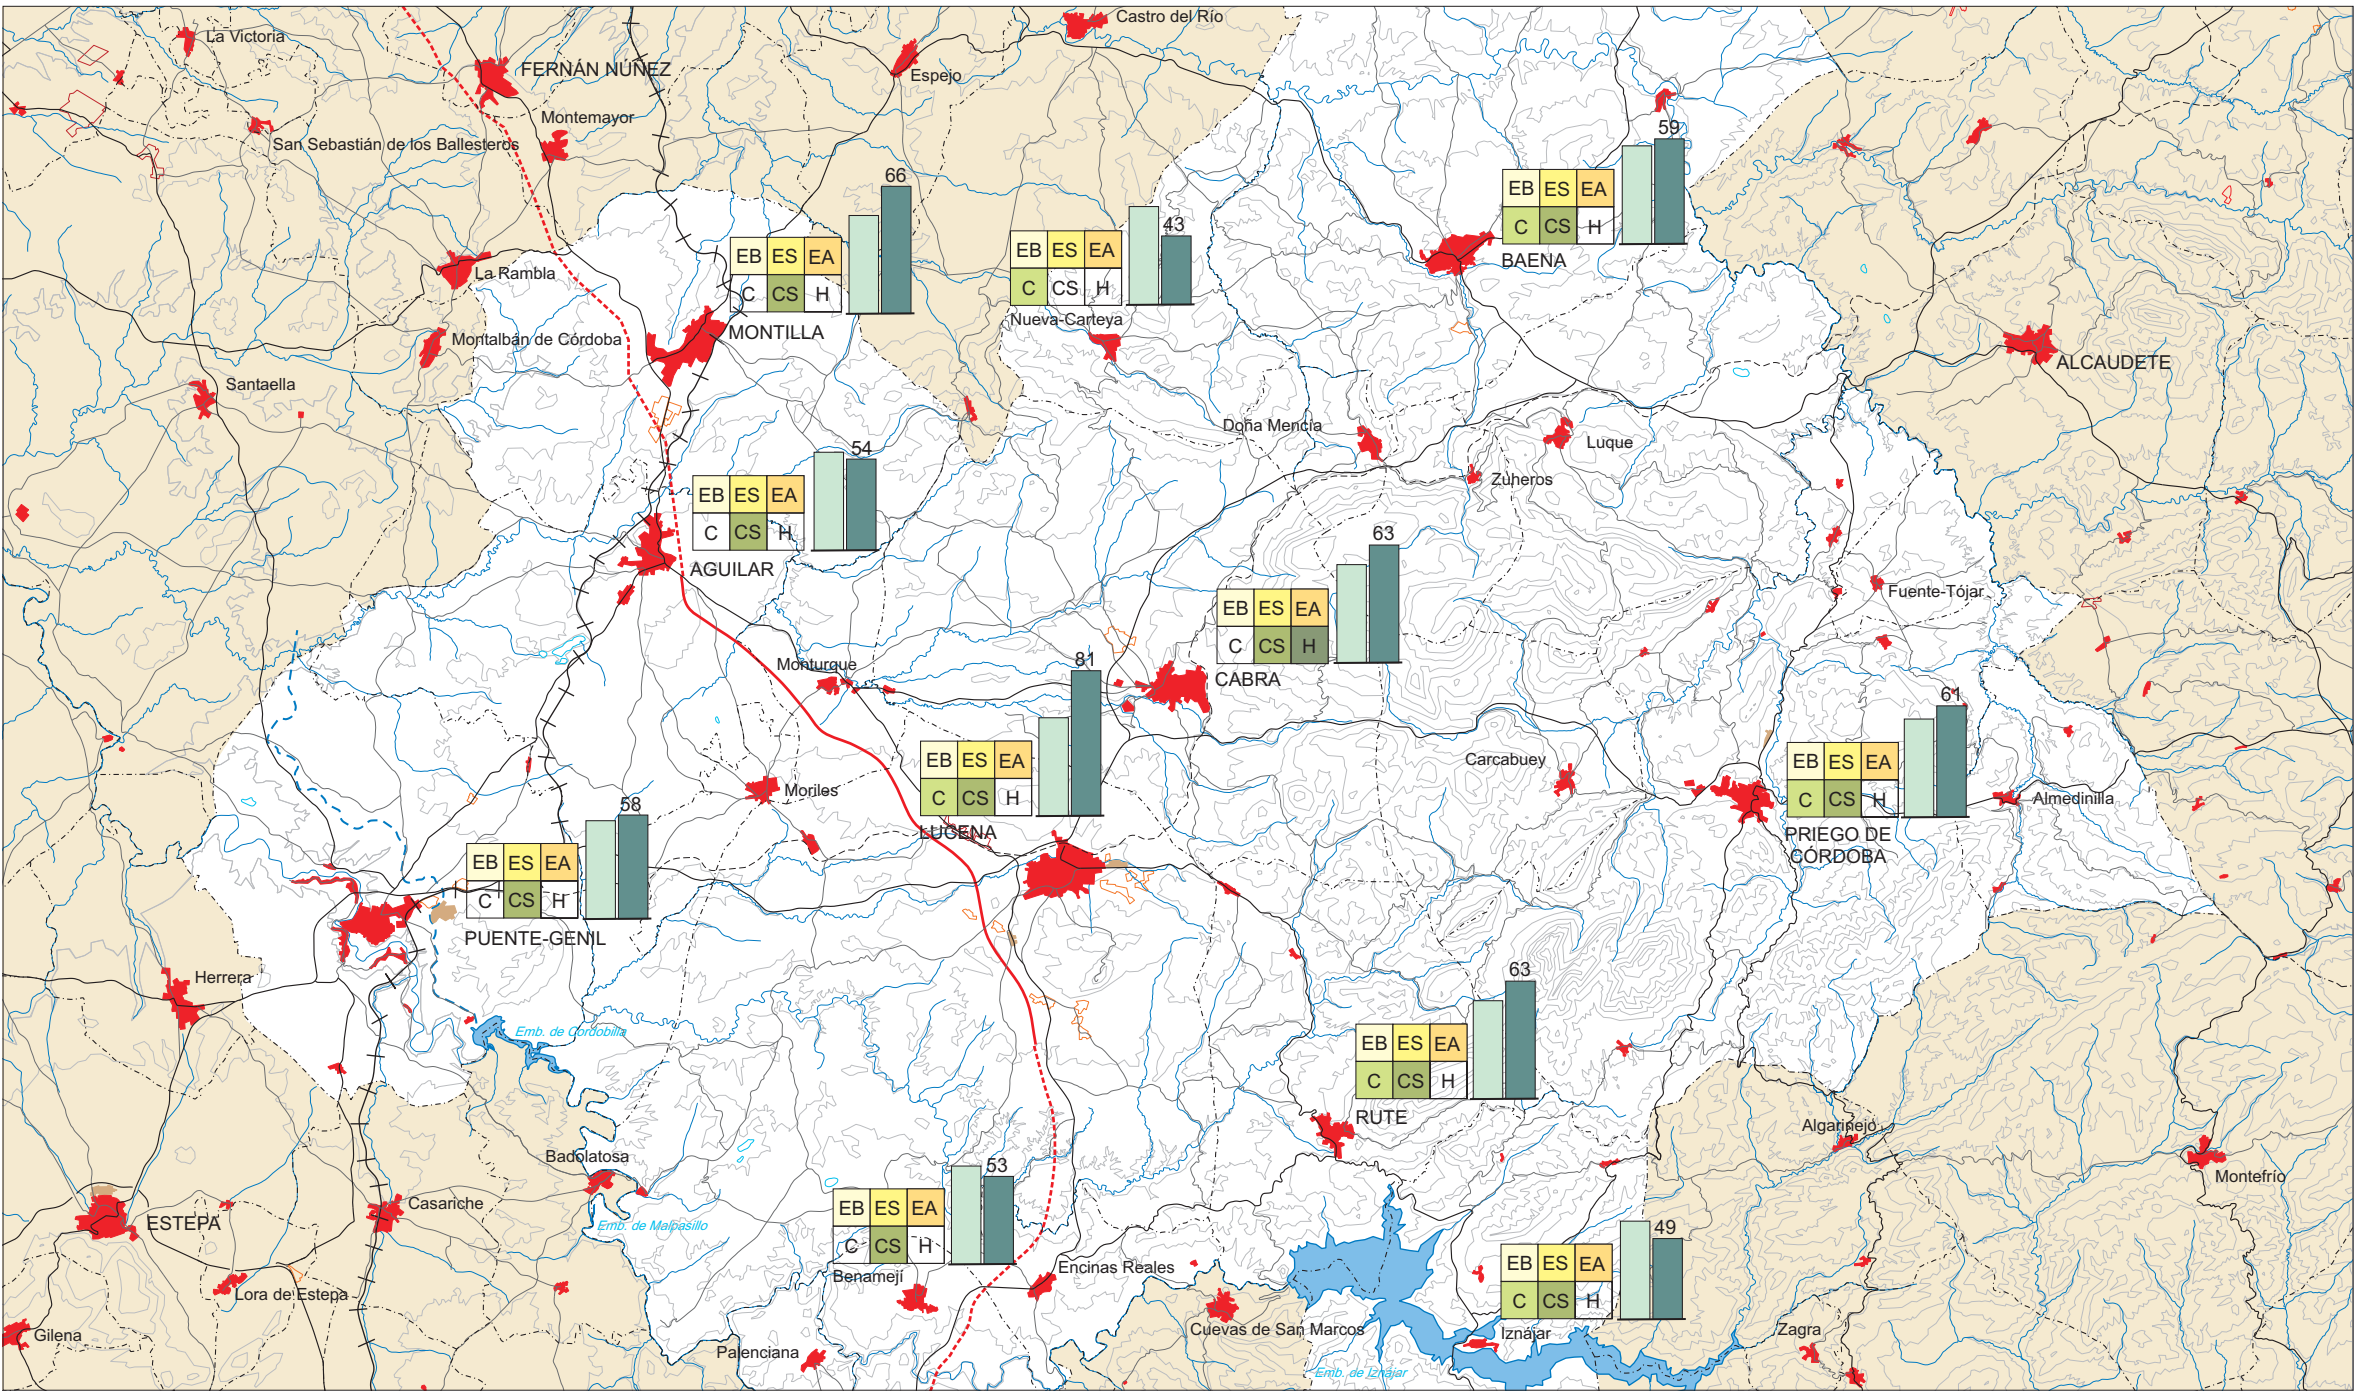 Castro del Río
La Victoria
FERNÁN NÚÑEZ
Espejo
Montemayor
San Sebastián de los Ballesteros
59
66
EB ES EA
C CS H
BAENA
43
EB ES EA
C CS H
MONTILLA
EB ES EA
C CS H
Nueva-Carteya
La Rambla
Montalbán de Córdoba
ALCAUDETE
Santaella
Doña Mencía
Luque
Zuheros
54
EB ES EA
C CS H
AGUILAR
63
EB ES EA
C CS H
CABRA
Fuente-Tójar
Monturque
81
EB ES EA
C CS H
LUCENA
61
EB ES EA
C CS H
PRIEGO DE
CÓRDOBA
Carcabuey
Moriles
Almedinilla
58
EB ES EA
C CS H
PUENTE-GENIL
Herrera
Emb. de Cordobilla
63
EB ES EA
C CS H
RUTE
Algarinejo
Badolatosa
Montefrío
53
EB ES EA
C CS H
Benamejí
Casariche
ESTEPA
Emb. de Malpasillo
49
EB ES EA
C CS H
Iznájar
Encinas Reales
Lora de Estepa
Gilena
Cuevas de San Marcos
Zagra
Palenciana
Emb. de Iznájar